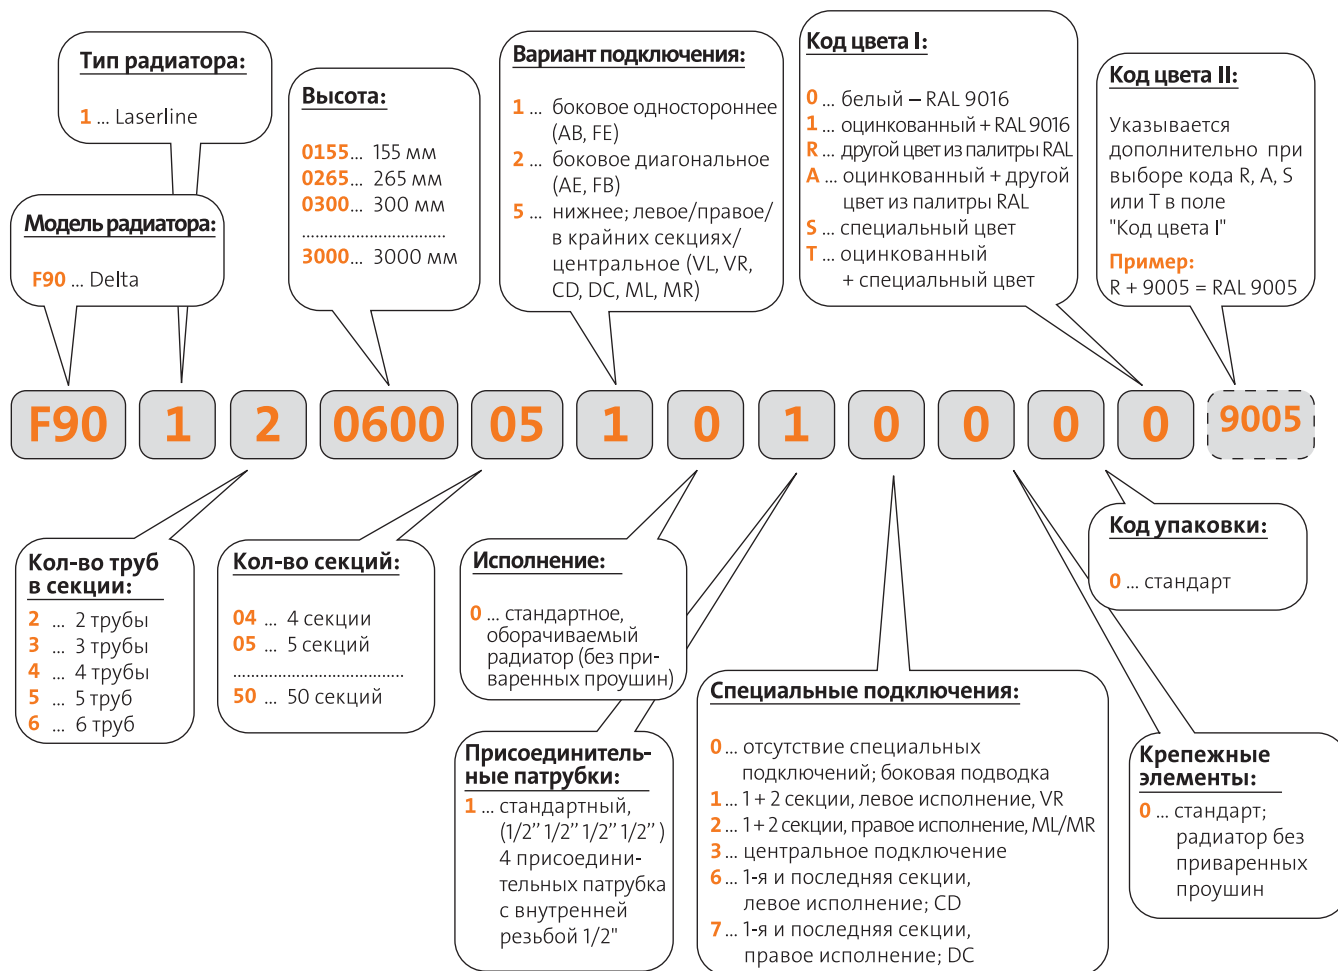 Тип радиатора:
1 ... Laserline
Модель радиатора:
F90 ... Delta
Высота:
0155... 155 мм
0265... 265 мм
0300... 300 мм
................................
3000... 3000 мм
Вариант подключения:
1 ... боковое одностороннее
(AB, FE)
2 ... боковое диагональное
(AE, FB)
5 ... нижнее; левое/правое/
в крайних секциях/
центральное (VL, VR,
CD, DC, ML, MR)
Код цвета I:
0 ... белый – RAL 9016
1 ... оцинкованный + RAL 9016
R ... другой цвет из палитры RAL
A ... оцинкованный + другой
цвет из палитры RAL
S ... специальный цвет
T ... оцинкованный
+ специальный цвет
Код цвета II:
Указывается
дополнительно при
выборе кода R, A, S
или T в поле
"Код цвета I"
Пример:
R + 9005 = RAL 9005
F90 1 2 0600 05 1 0 1 0 0 0 0 9005
Кол-во труб
в секции:
2 ... 2 трубы
3 ... 3 трубы
4 ... 4 трубы
5 ... 5 труб
6 ... 6 труб
Кол-во секций:
04 ... 4 секции
05 ... 5 секций
......................................
50 ... 50 секций
Исполнение:
0 ... стандартное,
оборачиваемый
радиатор (без при-
варенных проушин)
Присоединитель-
ные патрубки:
1 ... стандартный,
(1/2” 1/2” 1/2” 1/2” )
4 присоедини-
тельных патрубка
с внутренней
резьбой 1/2"
Специальные подключения:
0 ... отсутствие специальных
подключений; боковая подводка
1 ... 1 + 2 секции, левое исполнение, VR
2 ... 1 + 2 секции, правое исполнение, ML/MR
3 ... центральное подключение
6 ... 1-я и последняя секции,
левое исполнение; CD
7 ... 1-я и последняя секции,
правое исполнение; DC
Код упаковки:
0 ... стандарт
Крепежные
элементы:
0 ... стандарт;
радиатор без
приваренных
проушин